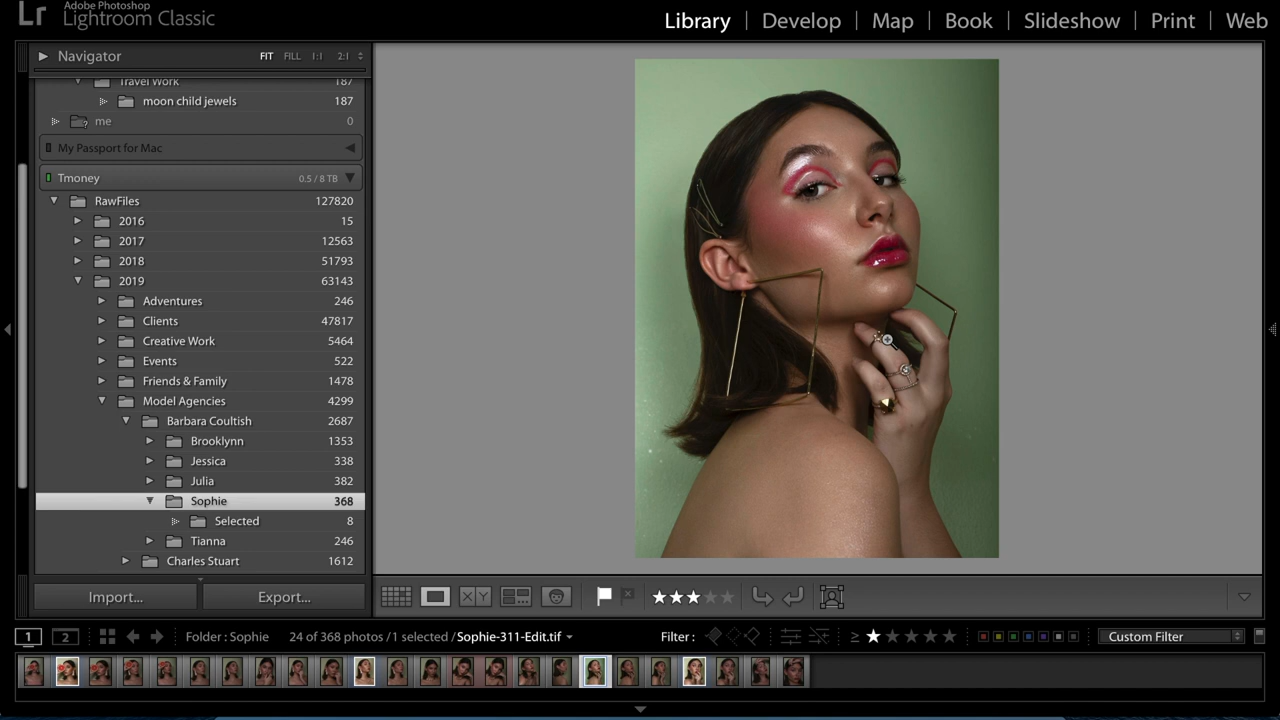 Lr Adobe Photoshop
Lightroom Classic
Library | Develop | Map | Book | Slideshow | Print | Web
Navigator FIT FILL 1:1 2:1
Travel Work 187
moon child jewels 187
me 0
My Passport for Mac
Tmoney 0.5 / 8 TB
RawFiles 127820
2016 15
2017 12563
2018 51793
2019 63143
Adventures 246
Clients 47817
Creative Work 5464
Events 522
Friends & Family 1478
Model Agencies 4299
Barbara Coultish 2687
Brooklynn 1353
Jessica 338
Julia 382
Sophie 368
Selected 8
Tianna 246
Charles Stuart 1612
Import... Export...
X Y
1 2 Folder : Sophie 24 of 368 photos / 1 selected / Sophie-311-Edit.tif Filter : ≥ Custom Filter